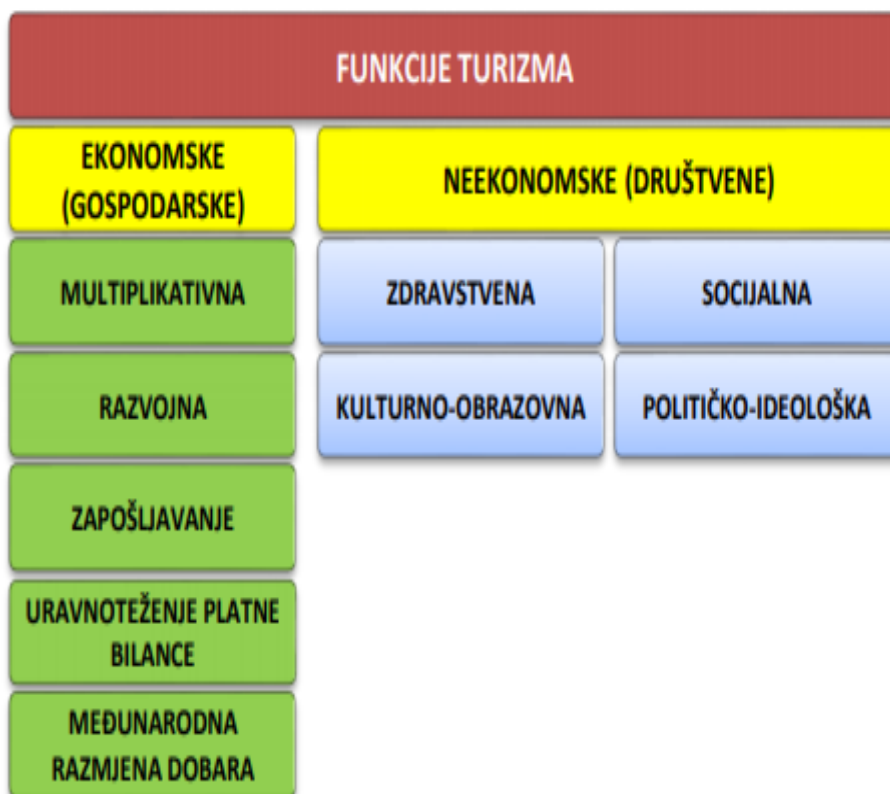 FUNKCIJE TURIZMA
EKONOMSKE
(GOSPODARSKE)
NEEKONOMSKE (DRUŠTVENE)
MULTIPLIKATIVNA
ZDRAVSTVENA
SOCIJALNA
RAZVOJNA
KULTURNO-OBRAZOVNA
POLITIČKO-IDEOLOŠKA
ZAPOŠLJAVANJE
URAVNOTEŽENJE PLATNE
BILANCE
MEĐUNARODNA
RAZMJENA DOBARA